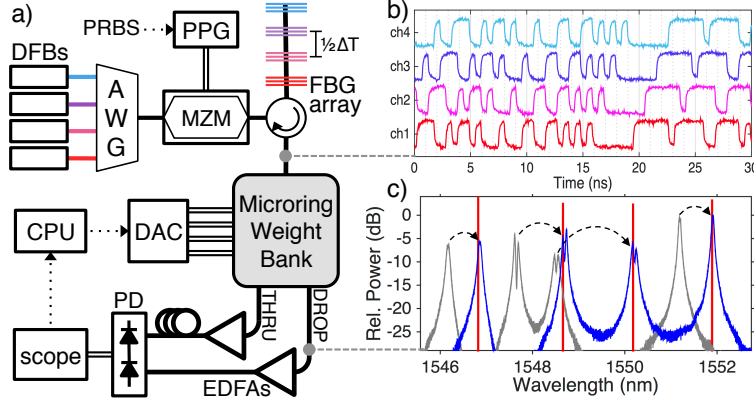 a)
PRBS
PPG
DFBs
AWG
MZM
½ΔT
FBG
array
Microring
Weight
Bank
CPU
DAC
THRU
DROP
PD
scope
EDFAs
b)
ch4
ch3
ch2
ch1
0 5 10 15 20 25 30
Time (ns)
c)
Rel. Power (dB)
0
-5
-10
-15
-20
-25
1546 1548 1550 1552
Wavelength (nm)